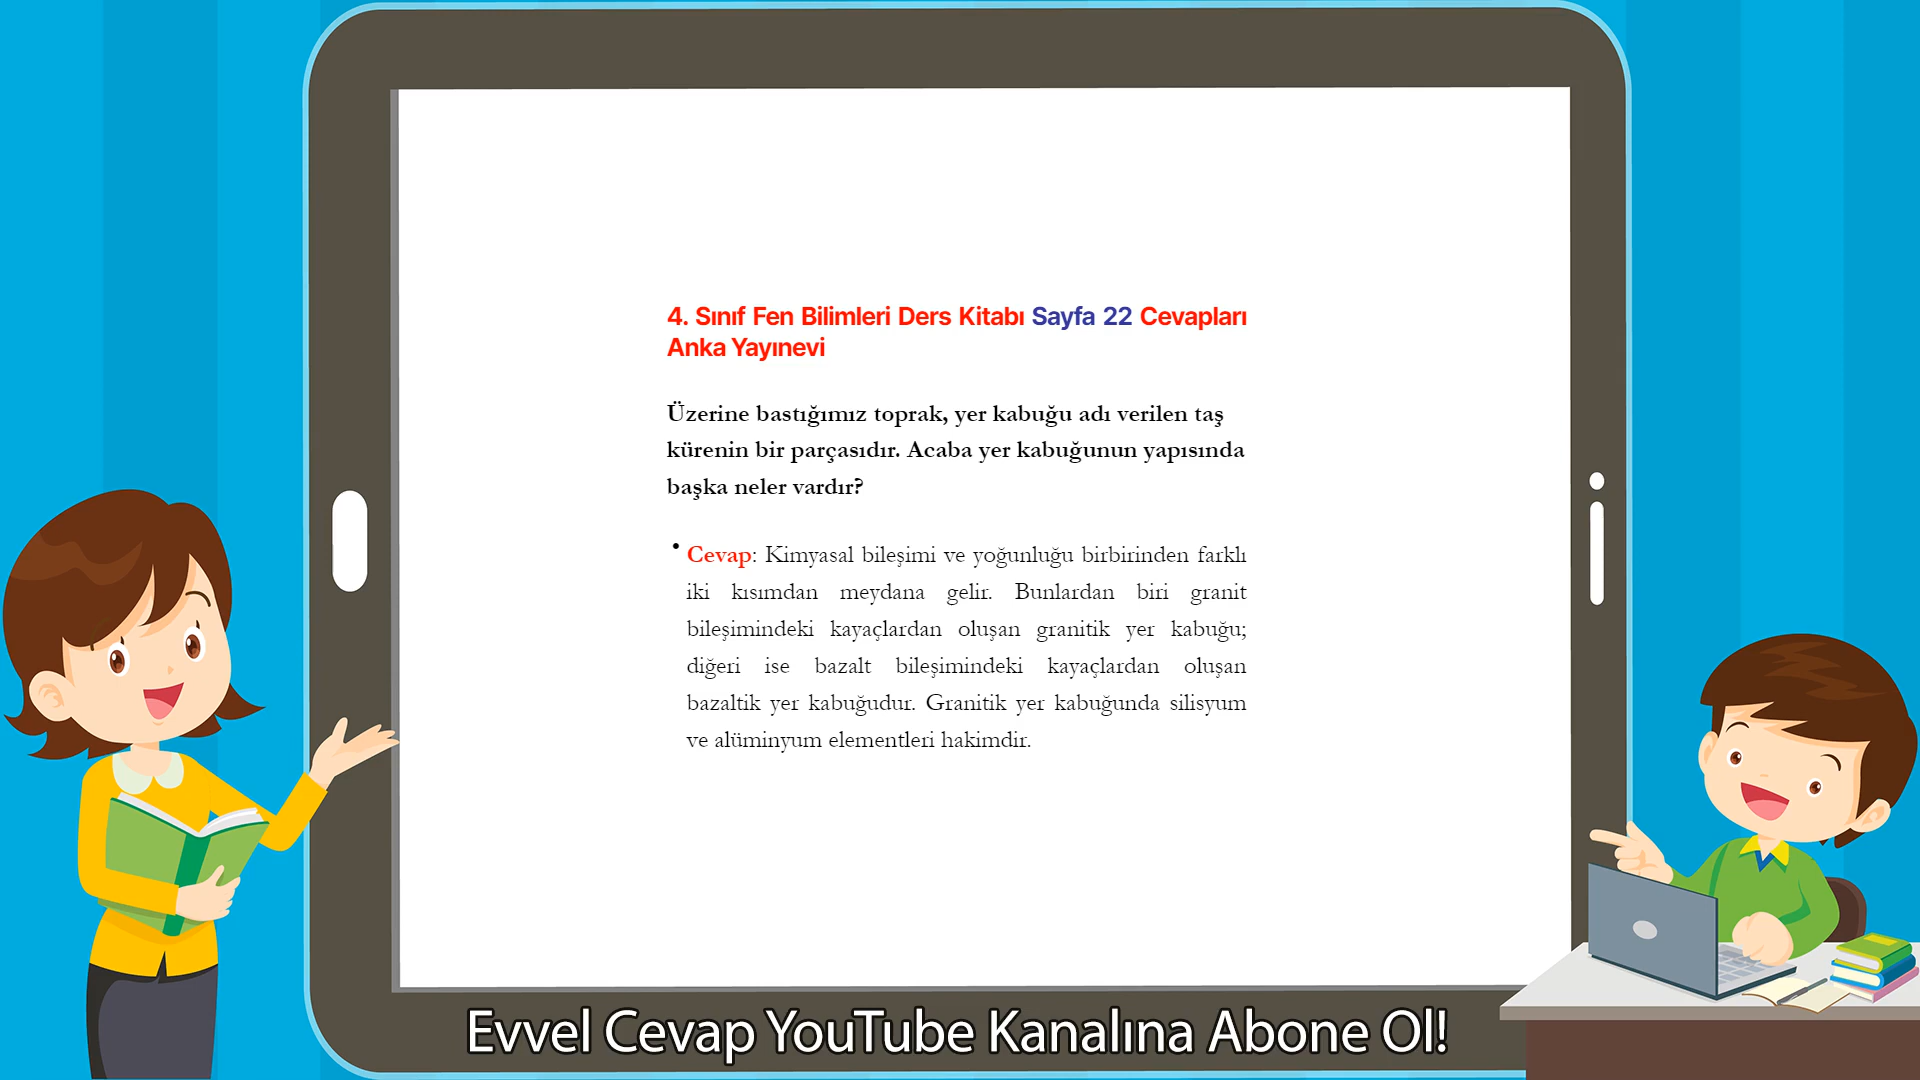 4. Sınıf Fen Bilimleri Ders Kitabı Sayfa 22 Cevapları
Anka Yayınevi
Üzerine bastığımız toprak, yer kabuğu adı verilen taş
kürenin bir parçasıdır. Acaba yer kabuğunun yapısında
başka neler vardır?
• Cevap: Kimyasal bileşimi ve yoğunluğu birbirinden farklı
iki kısımdan meydana gelir. Bunlardan biri granit
bileşimindeki kayaçlardan oluşan granitik yer kabuğu;
diğeri ise bazalt bileşimindeki kayaçlardan oluşan
bazaltik yer kabuğudur. Granitik yer kabuğunda silisyum
ve alüminyum elementleri hakimdir.
Evvel Cevap YouTube Kanalına Abone Ol!